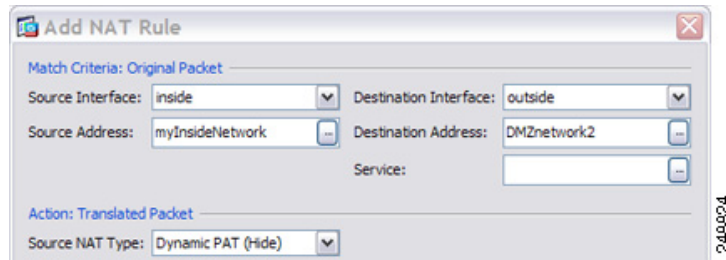 Add NAT Rule
Match Criteria: Original Packet
Source Interface: inside Destination Interface: outside
Source Address: myInsideNetwork ... Destination Address: DMZnetwork2 ...
Service: ...
Action: Translated Packet
Source NAT Type: Dynamic PAT (Hide)
248924